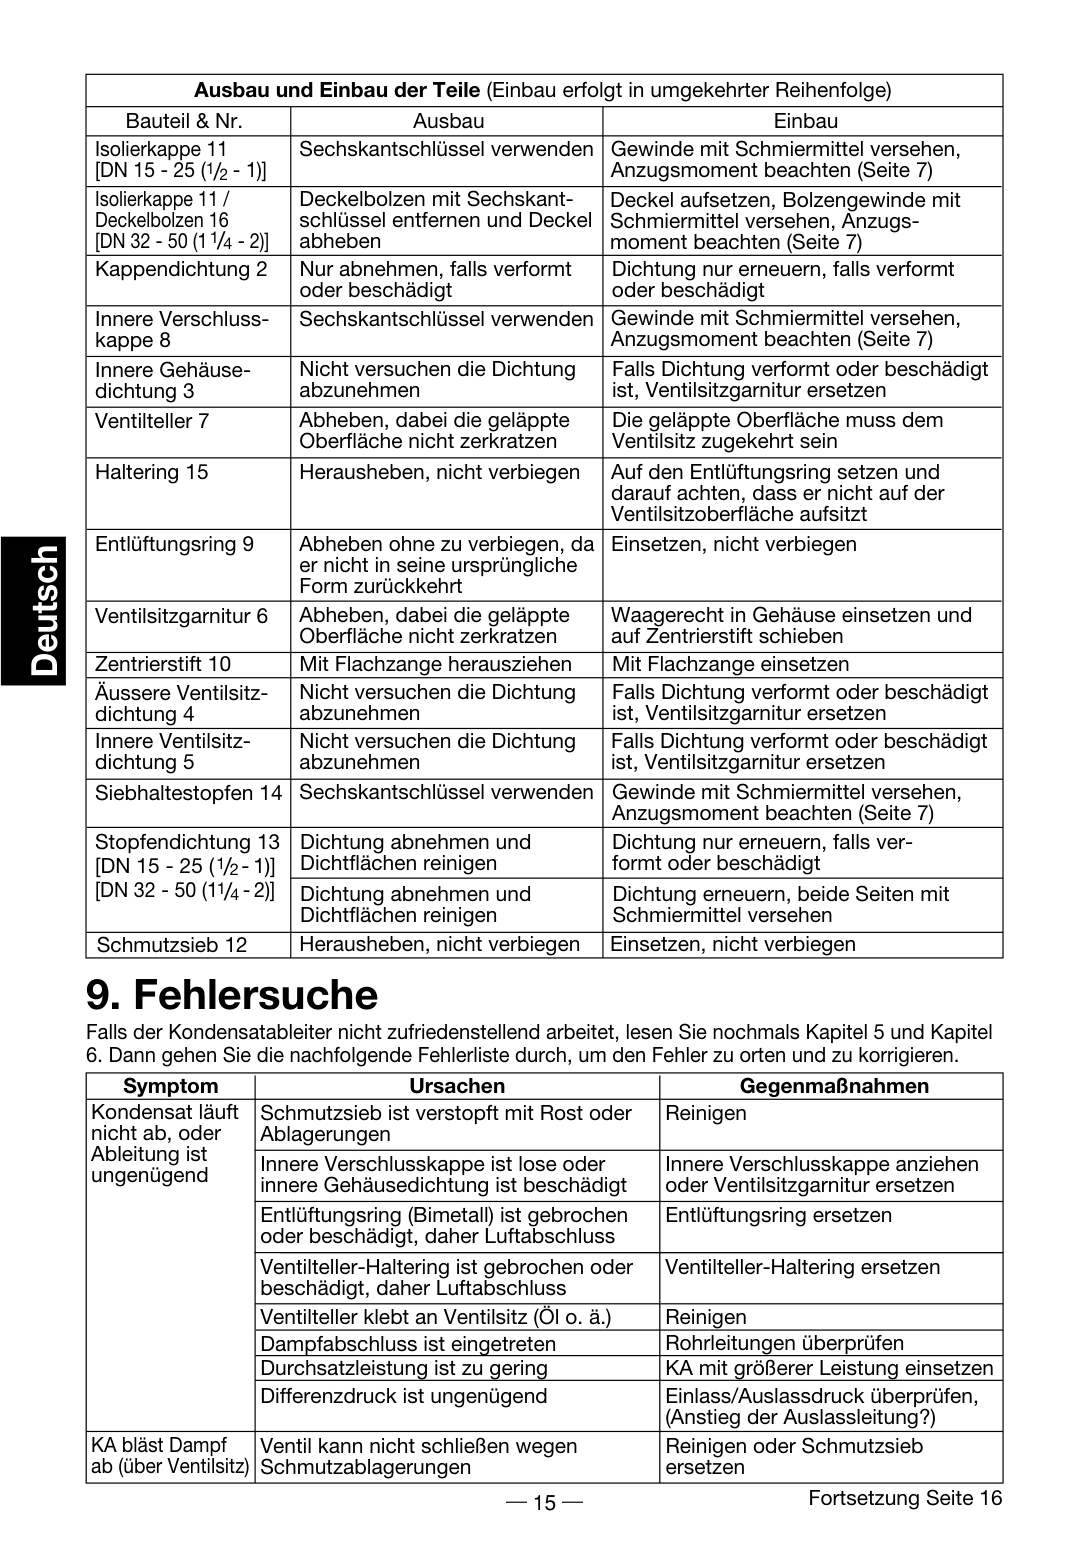 Ausbau und Einbau der Teile (Einbau erfolgt in umgekehrter Reihenfolge)
Bauteil & Nr. Ausbau Einbau
Isolierkappe 11
[DN 15 - 25 (1/2 - 1)]
Sechskantschlüssel verwenden
Gewinde mit Schmiermittel versehen,
Anzugsmoment beachten (Seite 7)
Isolierkappe 11 /
Deckelbolzen 16
[DN 32 - 50 (1 1/4 - 2)]
Deckelbolzen mit Sechskant-
schlüssel entfernen und Deckel
abheben
Deckel aufsetzen, Bolzengewinde mit
Schmiermittel versehen, Anzugs-
moment beachten (Seite 7)
Kappendichtung 2
Nur abnehmen, falls verformt
oder beschädigt
Dichtung nur erneuern, falls verformt
oder beschädigt
Innere Verschluss-
kappe 8
Sechskantschlüssel verwenden
Gewinde mit Schmiermittel versehen,
Anzugsmoment beachten (Seite 7)
Innere Gehäuse-
dichtung 3
Nicht versuchen die Dichtung
abzunehmen
Falls Dichtung verformt oder beschädigt
ist, Ventilsitzgarnitur ersetzen
Ventilteller 7
Abheben, dabei die geläppte
Oberfläche nicht zerkratzen
Die geläppte Oberfläche muss dem
Ventilsitz zugekehrt sein
Haltering 15
Herausheben, nicht verbiegen
Auf den Entlüftungsring setzen und
darauf achten, dass er nicht auf der
Ventilsitzoberfläche aufsitzt
Entlüftungsring 9
Abheben ohne zu verbiegen, da
er nicht in seine ursprüngliche
Form zurückkehrt
Einsetzen, nicht verbiegen
Ventilsitzgarnitur 6
Abheben, dabei die geläppte
Oberfläche nicht zerkratzen
Waagerecht in Gehäuse einsetzen und
auf Zentrierstift schieben
Zentrierstift 10
Mit Flachzange herausziehen
Mit Flachzange einsetzen
Äussere Ventilsitz-
dichtung 4
Nicht versuchen die Dichtung
abzunehmen
Falls Dichtung verformt oder beschädigt
ist, Ventilsitzgarnitur ersetzen
Innere Ventilsitz-
dichtung 5
Nicht versuchen die Dichtung
abzunehmen
Falls Dichtung verformt oder beschädigt
ist, Ventilsitzgarnitur ersetzen
Siebhaltestopfen 14
Sechskantschlüssel verwenden
Gewinde mit Schmiermittel versehen,
Anzugsmoment beachten (Seite 7)
Stopfendichtung 13
[DN 15 - 25 (1/2 - 1)]
[DN 32 - 50 (11/4 - 2)]
Dichtung abnehmen und
Dichtflächen reinigen
Dichtung nur erneuern, falls ver-
formt oder beschädigt
Dichtung abnehmen und
Dichtflächen reinigen
Dichtung erneuern, beide Seiten mit
Schmiermittel versehen
Schmutzsieb 12
Herausheben, nicht verbiegen
Einsetzen, nicht verbiegen
Deutsch
9. Fehlersuche
Falls der Kondensatableiter nicht zufriedenstellend arbeitet, lesen Sie nochmals Kapitel 5 und Kapitel
6. Dann gehen Sie die nachfolgende Fehlerliste durch, um den Fehler zu orten und zu korrigieren.
Symptom Ursachen Gegenmaßnahmen
Kondensat läuft
nicht ab, oder
Ableitung ist
ungenügend
Schmutzsieb ist verstopft mit Rost oder
Ablagerungen
Reinigen
Innere Verschlusskappe ist lose oder
innere Gehäusedichtung ist beschädigt
Innere Verschlusskappe anziehen
oder Ventilsitzgarnitur ersetzen
Entlüftungsring (Bimetall) ist gebrochen
oder beschädigt, daher Luftabschluss
Entlüftungsring ersetzen
Ventilteller-Haltering ist gebrochen oder
beschädigt, daher Luftabschluss
Ventilteller-Haltering ersetzen
Ventilteller klebt an Ventilsitz (Öl o. ä.)
Reinigen
Dampfabschluss ist eingetreten
Rohrleitungen überprüfen
Durchsatzleistung ist zu gering
KA mit größerer Leistung einsetzen
Differenzdruck ist ungenügend
Einlass/Auslassdruck überprüfen,
(Anstieg der Auslassleitung?)
KA bläst Dampf
ab (über Ventilsitz)
Ventil kann nicht schließen wegen
Schmutzablagerungen
Reinigen oder Schmutzsieb
ersetzen
— 15 —
Fortsetzung Seite 16